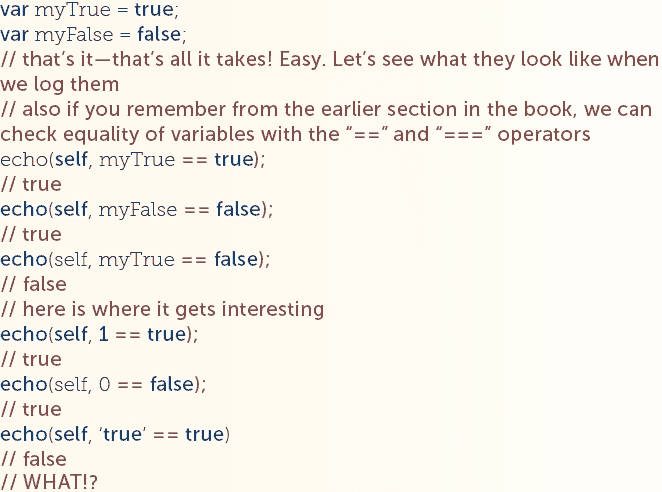 var myTrue = true;
var myFalse = false;
// that’s it—that’s all it takes! Easy. Let’s see what they look like when
we log them
// also if you remember from the earlier section in the book, we can
check equality of variables with the “==” and “===” operators
echo(self, myTrue == true);
// true
echo(self, myFalse == false);
// true
echo(self, myTrue == false);
// false
// here is where it gets interesting
echo(self, 1 == true);
// true
echo(self, 0 == false);
// true
echo(self, ‘true’ == true)
// false
// WHAT!?